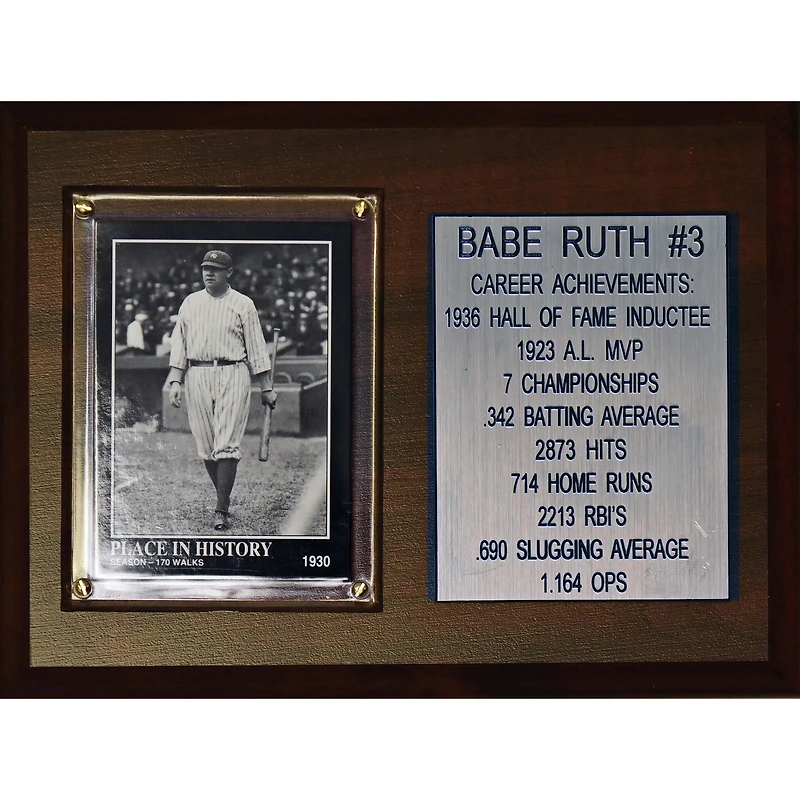 PLACE IN HISTORY
SEASON - 170 WALKS
1930
BABE RUTH #3
CAREER ACHIEVEMENTS:
1936 HALL OF FAME INDUCTEE
1923 A.L. MVP
7 CHAMPIONSHIPS
.342 BATTING AVERAGE
2873 HITS
714 HOME RUNS
2213 RBI'S
.690 SLUGGING AVERAGE
1.164 OPS